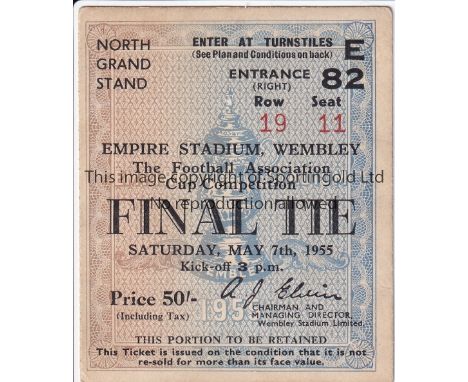 NORTH GRAND STAND
ENTER AT TURNSTILES
(See Plan and Conditions on back)
E
ENTRANCE 82
(RIGHT)
Row Seat
19 11
EMPIRE STADIUM, WEMBLEY
The Football Association
This image copyright of Sportingold Ltd
Cup Competition
No reproduction allowed
FINAL TIE
SATURDAY, MAY 7th, 1955
Kick-off 3 p.m.
Price 50/-
(Including Tax)
195
A J Elvin
CHAIRMAN AND
MANAGING DIRECTOR,
Wembley Stadium Limited.
THIS PORTION TO BE RETAINED
This Ticket is issued on the condition that it is not
re-sold for more than its face value.